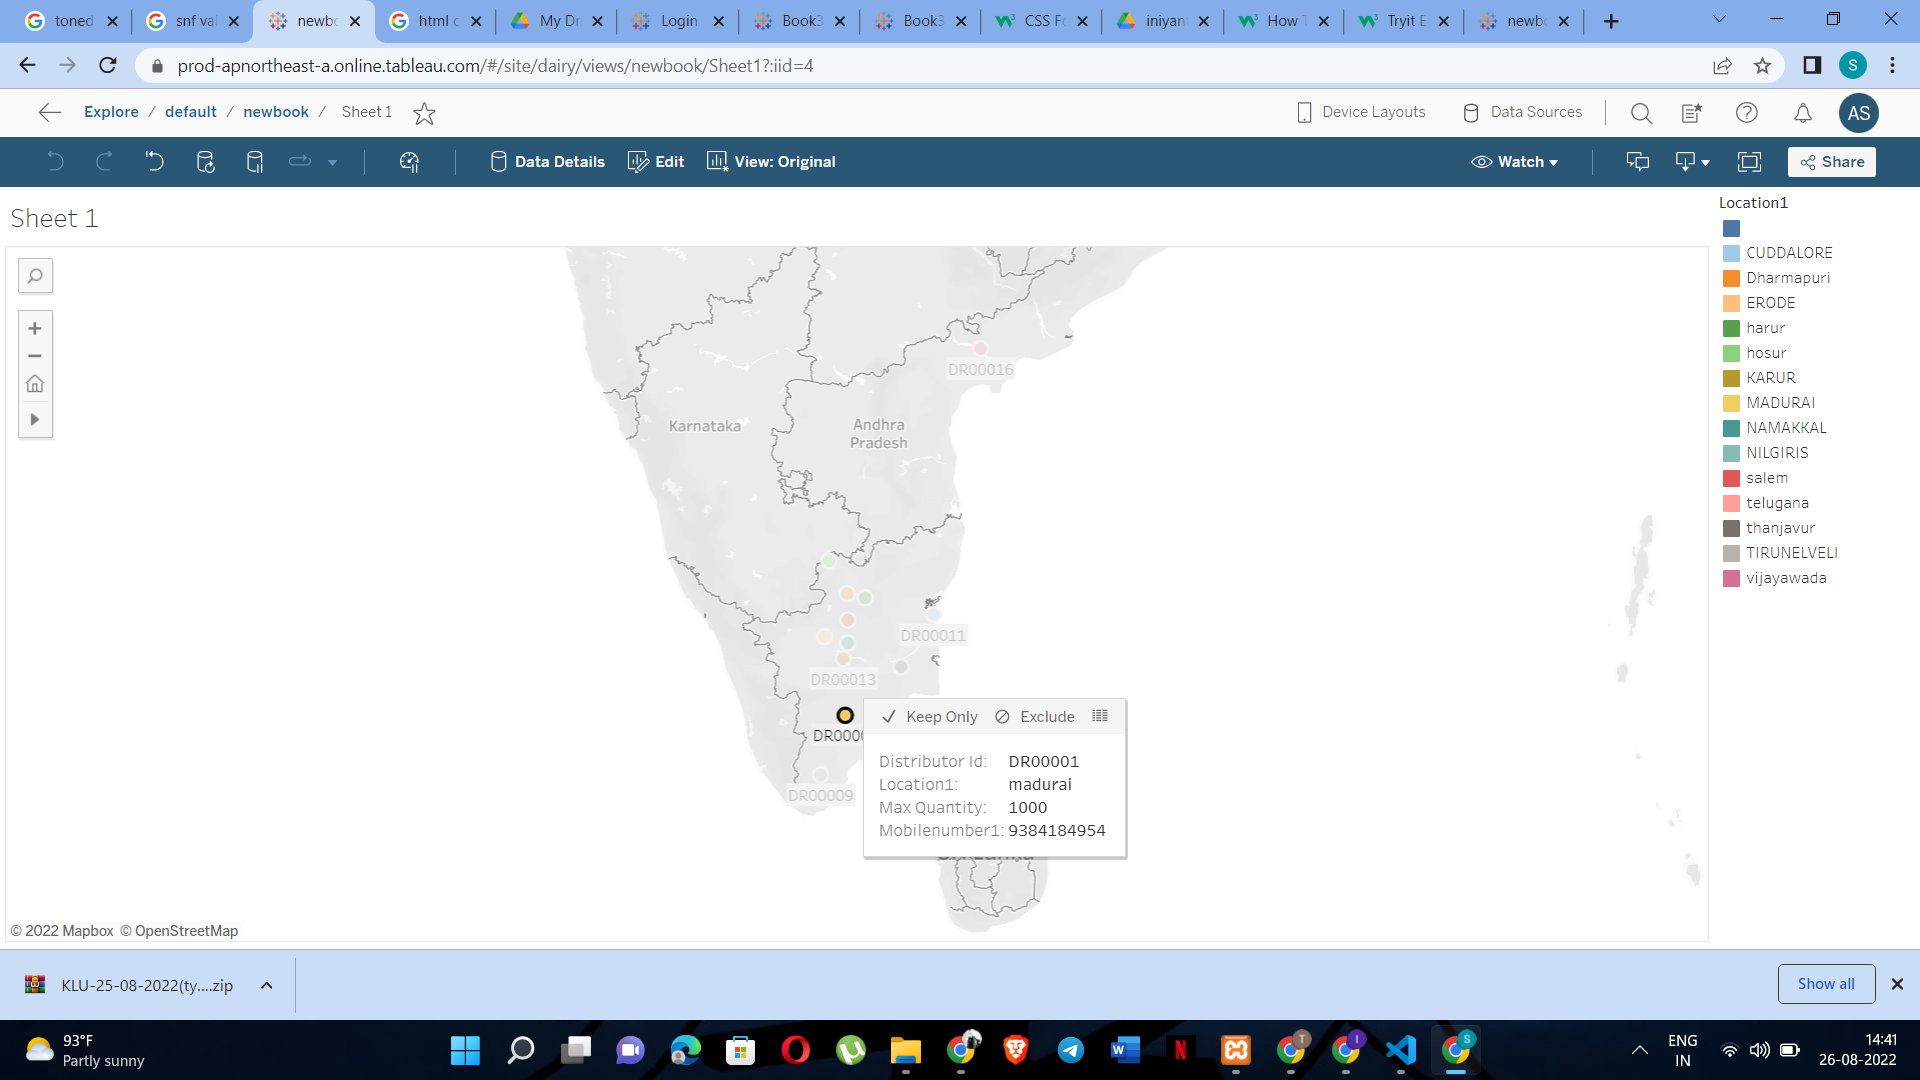 toned
snf val
newbo
html c
My Dr
Login
Book3
Book3
CSS Fo
iniyan
How T
Tryit E
newbo
prod-apnortheast-a.online.tableau.com/#/site/dairy/views/newbook/Sheet1?:iid=4
S
Explore / default / newbook / Sheet 1
Device Layouts
Data Sources
AS
Data Details
Edit
View: Original
Watch
Share
Sheet 1
Location1
CUDDALORE
Dharmapuri
ERODE
harur
hosur
KARUR
MADURAI
NAMAKKAL
NILGIRIS
salem
telugana
thanjavur
TIRUNELVELI
vijayawada
DR00016
Karnataka
Andhra
Pradesh
DR00011
DR00013
DR000
DR00009
Keep Only
Exclude
Distributor Id: DR00001
Location1: madurai
Max Quantity: 1000
Mobilenumber1: 9384184954
© 2022 Mapbox © OpenStreetMap
KLU-25-08-2022(ty....zip
Show all
93°F
Partly sunny
ENG
IN
14:41
26-08-2022